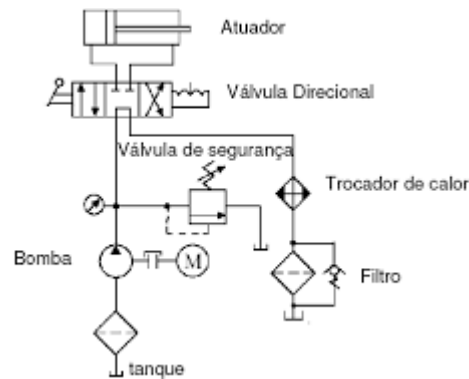 Atuador
Válvula Direcional
Válvula de segurança
Trocador de calor
Bomba
M
Filtro
tanque